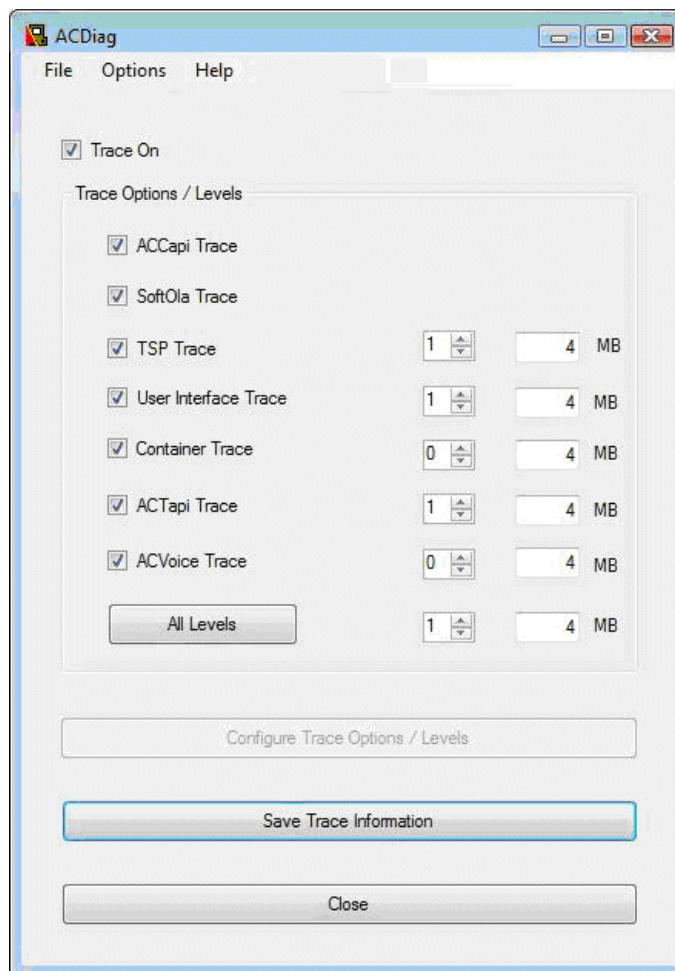 ACDiag
File Options Help
Trace On
Trace Options / Levels
ACCapi Trace
SoftOla Trace
TSP Trace 1 4 MB
User Interface Trace 1 4 MB
Container Trace 0 4 MB
ACTapi Trace 1 4 MB
ACVoice Trace 0 4 MB
All Levels 1 4 MB
Configure Trace Options / Levels
Save Trace Information
Close